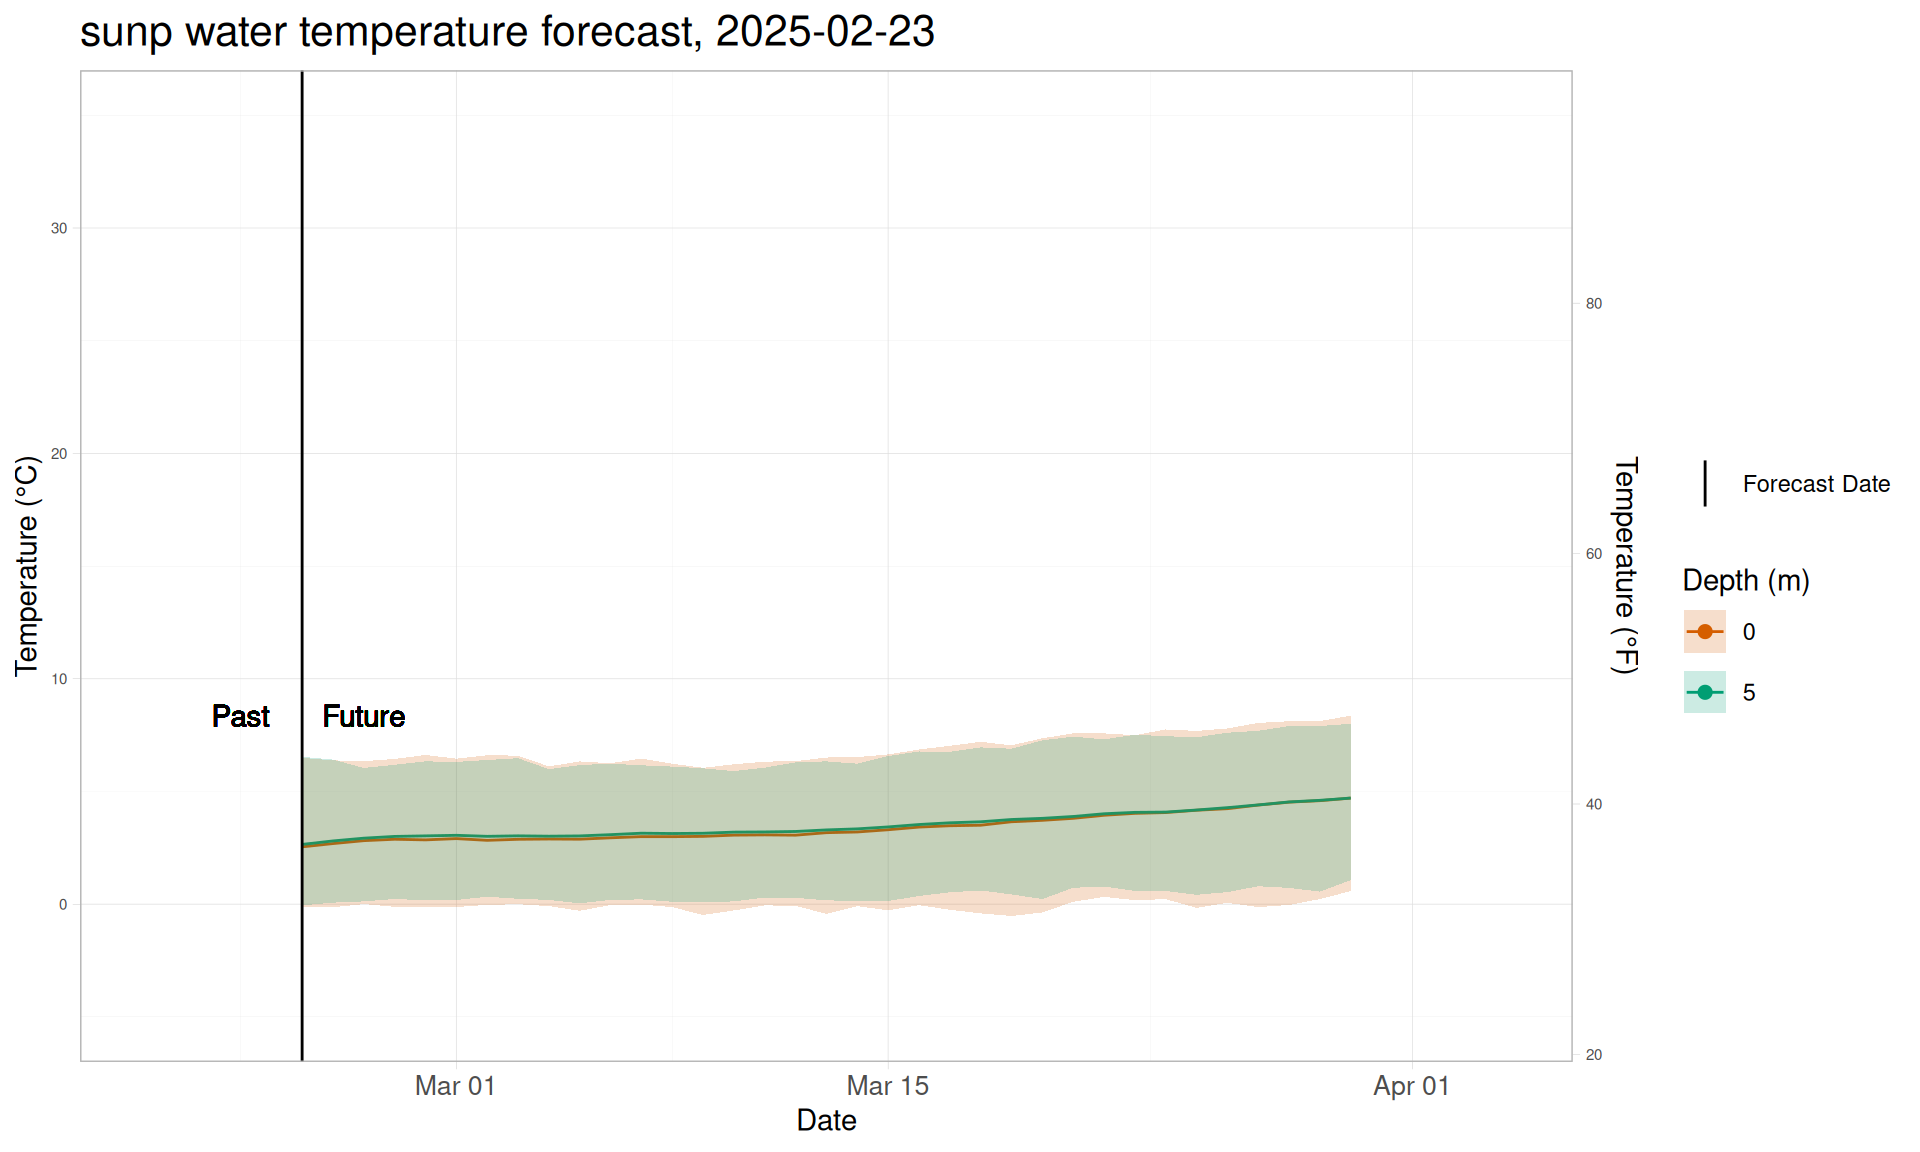 sunp water temperature forecast, 2025-02-23
Temperature (°C)
30
20
10
0
Past
Future
80
60
40
20
Temperature (°F)
Mar 01
Mar 15
Apr 01
Date
Forecast Date
Depth (m)
0
5